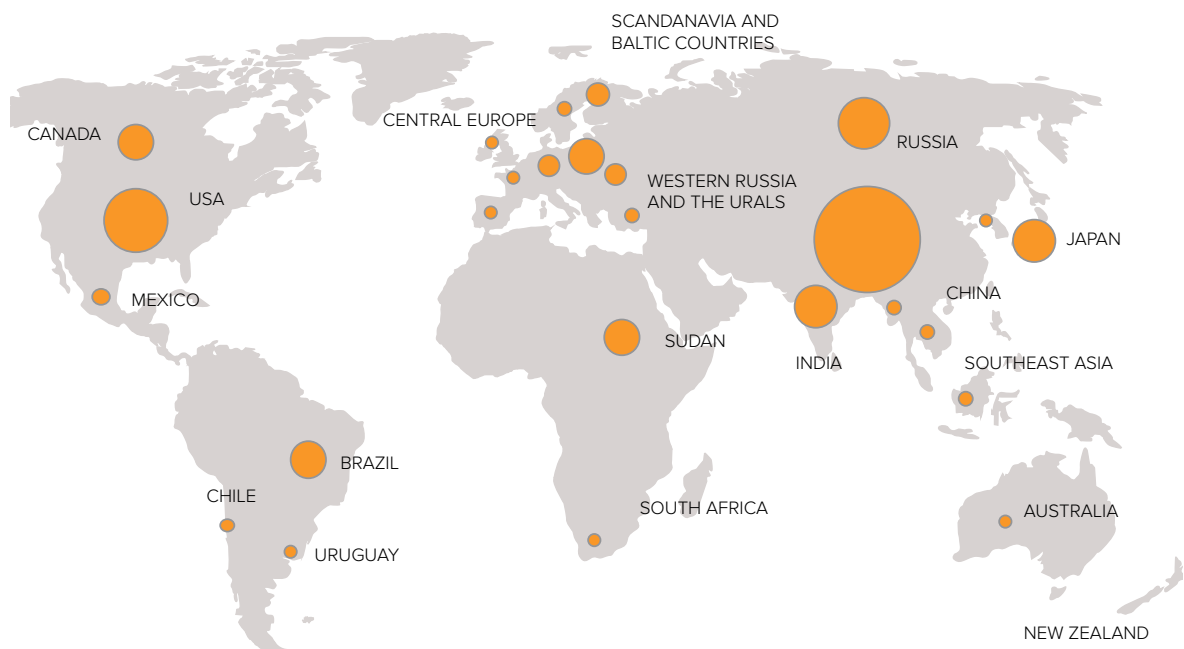 SCANDANAVIA AND
BALTIC COUNTRIES
CENTRAL EUROPE
CANADA
RUSSIA
WESTERN RUSSIA
AND THE URALS
USA
JAPAN
CHINA
MEXICO
SUDAN
INDIA
SOUTHEAST ASIA
BRAZIL
CHILE
SOUTH AFRICA
AUSTRALIA
URUGUAY
NEW ZEALAND